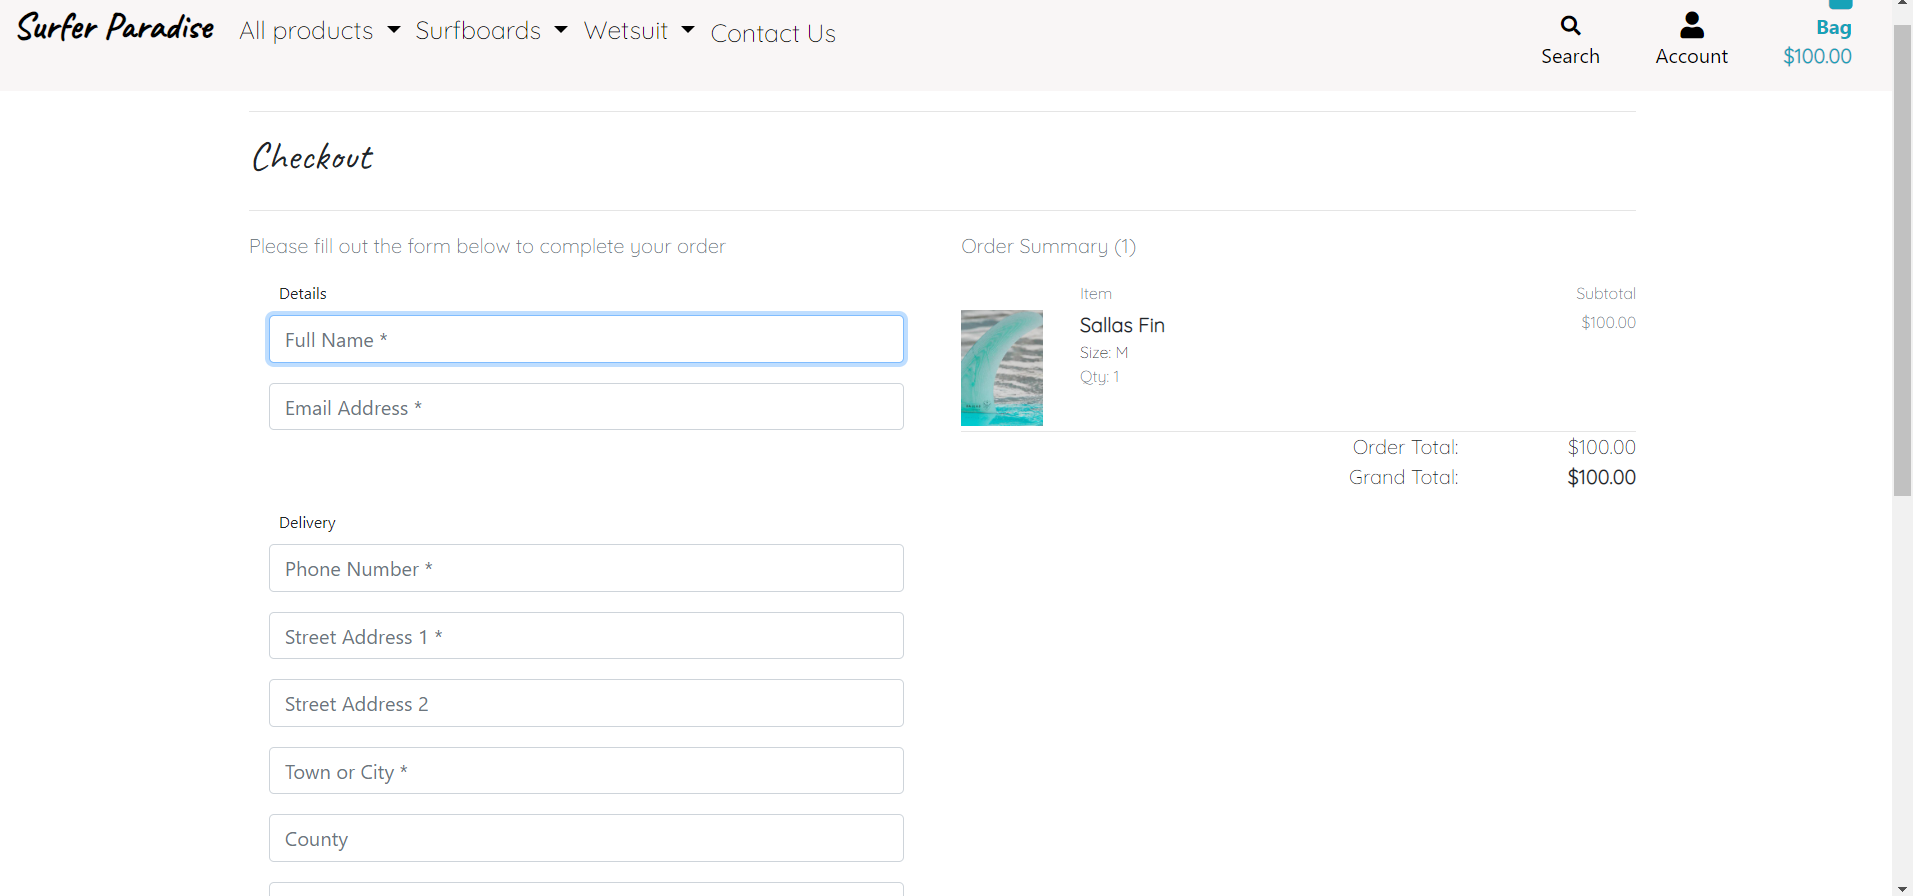 Surfer Paradise
All products
Surfboards
Wetsuit
Contact Us
Search
Account
Bag
$100.00
Checkout
Please fill out the form below to complete your order
Details
Full Name *
Email Address *
Delivery
Phone Number *
Street Address 1 *
Street Address 2
Town or City *
County
Order Summary (1)
Item
Subtotal
Sallas Fin
$100.00
Size: M
Qty: 1
Order Total:
$100.00
Grand Total:
$100.00